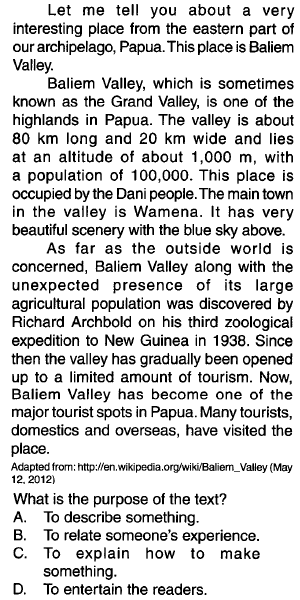 Let me tell you about a very
interesting place from the eastern part of
our archipelago, Papua. This place is Baliem
Valley.
Baliem Valley, which is sometimes
known as the Grand Valley, is one of the
highlands in Papua. The valley is about
80 km long and 20 km wide and lies
at an altitude of about 1,000 m, with
a population of 100,000. This place is
occupied by the Dani people. The main town
in the valley is Wamena. It has very
beautiful scenery with the blue sky above.
As far as the outside world is
concerned, Baliem Valley along with the
unexpected presence of its large
agricultural population was discovered by
Richard Archbold on his third zoological
expedition to New Guinea in 1938. Since
then the valley has gradually been opened
up to a limited amount of tourism. Now,
Baliem Valley has become one of the
major tourist spots in Papua. Many tourists,
domestics and overseas, have visited the
place.
Adapted from: http://en.wikipedia.org/wiki/Baliem_Valley (May
12, 2012)
What is the purpose of the text?
A. To describe something.
B. To relate someone's experience.
C. To explain how to make
something.
D. To entertain the readers.